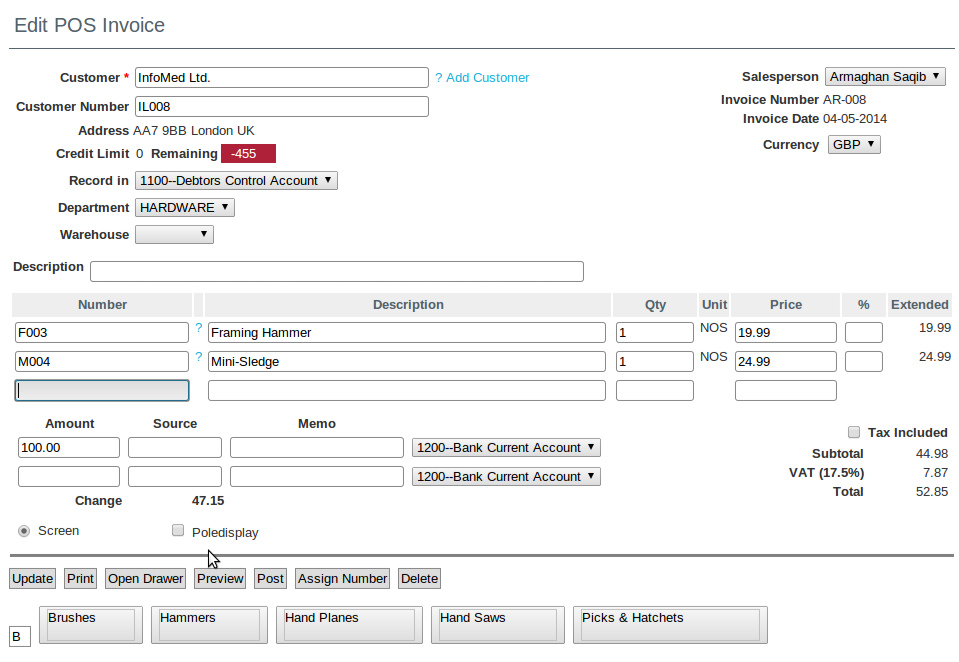 Edit POS Invoice
Customer * InfoMed Ltd. ? Add Customer Salesperson Armaghan Saqib
Customer Number IL008 Invoice Number AR-008
Address AA7 9BB London UK Invoice Date 04-05-2014
Credit Limit 0 Remaining -455 Currency GBP
Record in 1100--Debtors Control Account
Department HARDWARE
Warehouse
Description
Number Description Qty Unit Price % Extended
F003 ? Framing Hammer 1 NOS 19.99 19.99
M004 ? Mini-Sledge 1 NOS 24.99 24.99
Amount Source Memo Tax Included
100.00 1200--Bank Current Account Subtotal 44.98
1200--Bank Current Account VAT (17.5%) 7.87
Change 47.15 Total 52.85
Screen Poledisplay
Update Print Open Drawer Preview Post Assign Number Delete
B Brushes Hammers Hand Planes Hand Saws Picks & Hatchets